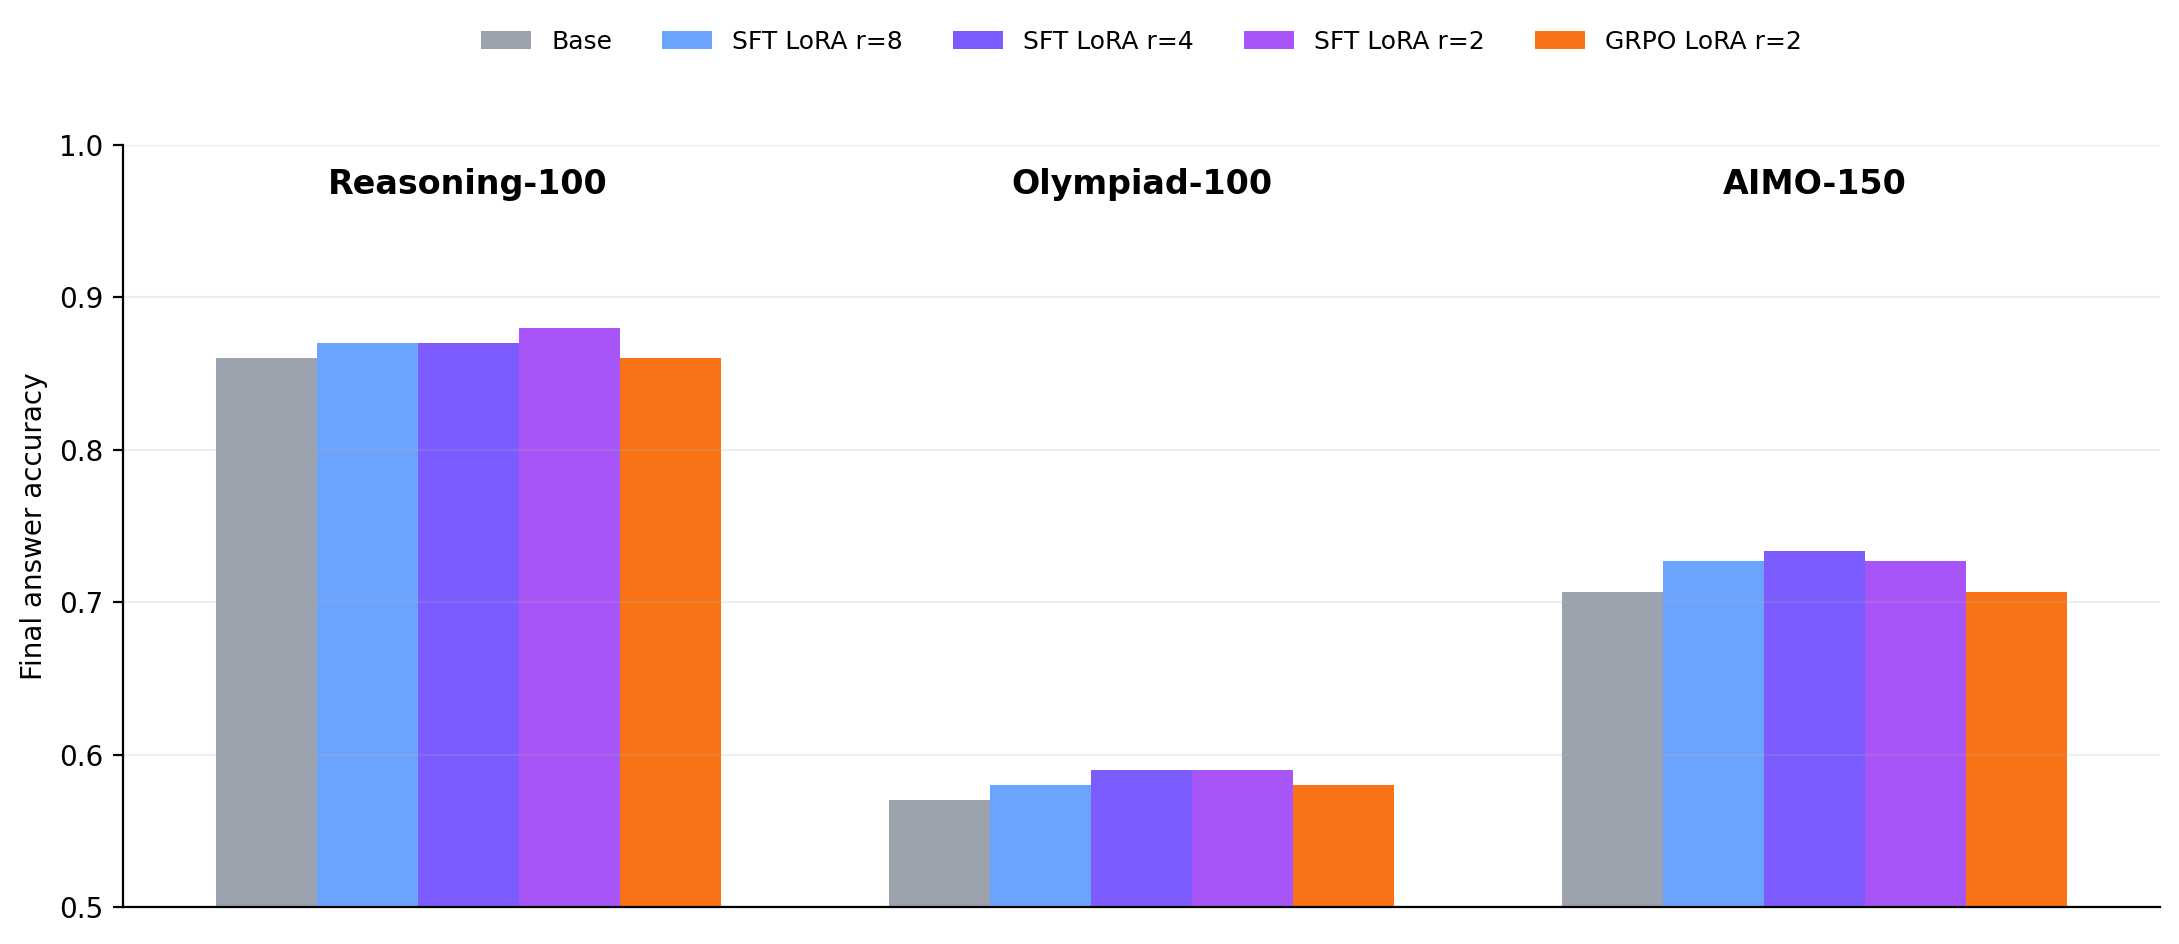 Base SFT LoRA r=8 SFT LoRA r=4 SFT LoRA r=2 GRPO LoRA r=2
Reasoning-100 Olympiad-100 AIMO-150
Final answer accuracy
1.0
0.9
0.8
0.7
0.6
0.5